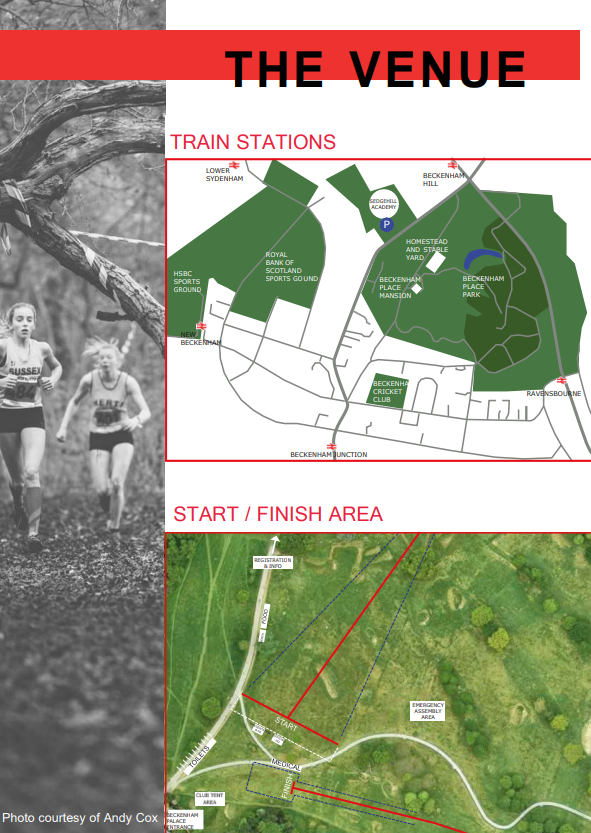 THE VENUE
TRAIN STATIONS
LOWER
SYDENHAM
BECKENHAM
HILL
SEDGEHILL
ACADEMY
P
HOMESTEAD
AND STABLE
YARD
ROYAL
BANK OF
SCOTLAND
SPORTS GOUND
HSBC
SPORTS
GROUND
BECKENHAM
PLACE
MANSION
BECKENHAM
PLACE
PARK
NEW
BECKENHAM
BECKENHA
CRICKET
CLUB
RAVENSBOURNE
BECKENHAM JUNCTION
START / FINISH AREA
REGISTRATION
& INFO
FOOD
EMERGENCY
ASSEMBLY
AREA
START
TOILETS
MEDICAL
FINISH
CLUB TENT
AREA
BECKENHAM
PALACE
ENTRANCE
SUSSEX
Photo courtesy of Andy Cox